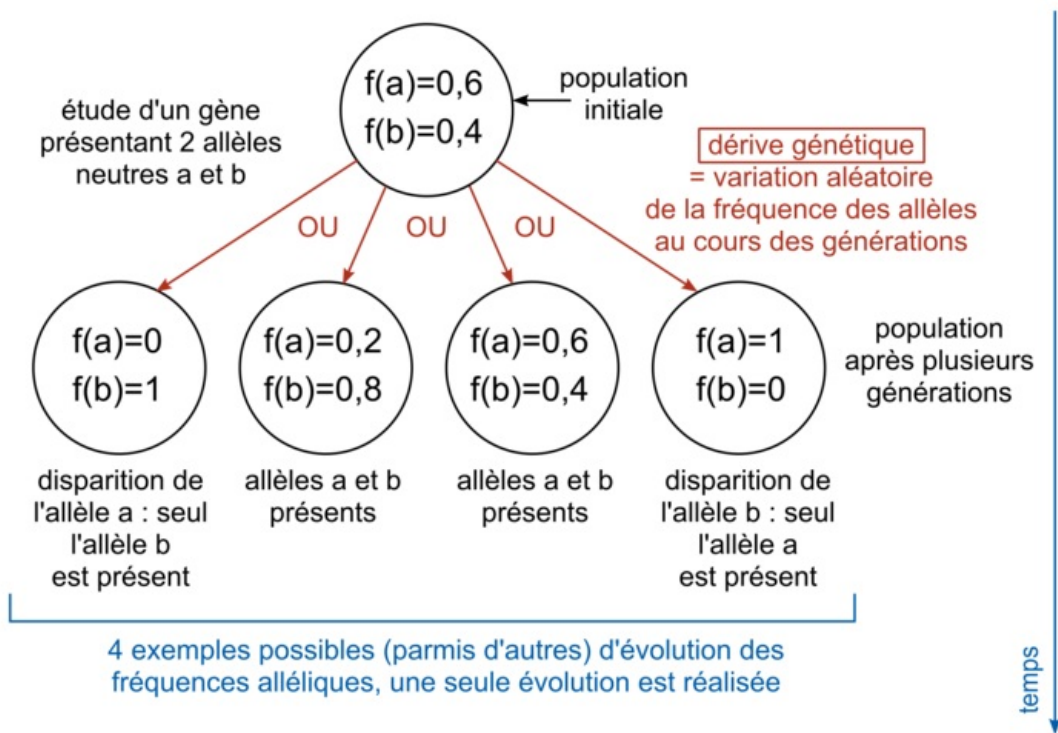 f(a)=0,6
f(b)=0,4
population
initiale
étude d'un gène
présentant 2 allèles
neutres a et b
dérive génétique
= variation aléatoire
de la fréquence des allèles
au cours des générations
OU
OU
OU
f(a)=0
f(b)=1
f(a)=0,2
f(b)=0,8
f(a)=0,6
f(b)=0,4
f(a)=1
f(b)=0
population
après plusieurs
générations
disparition de
l'allèle a : seul
l'allèle b
est présent
allèles a et b
présents
allèles a et b
présents
disparition de
l'allèle b : seul
l'allèle a
est présent
4 exemples possibles (parmis d'autres) d'évolution des
fréquences alléliques, une seule évolution est réalisée
temps